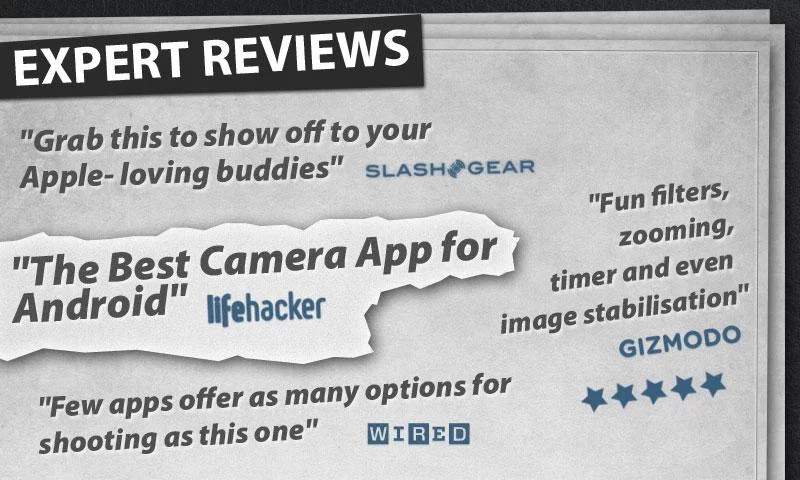 EXPERT REVIEWS
"Grab this to show off to your
Apple- loving buddies" SLASHGEAR
"The Best Camera App for
Android" lifehacker
"Fun filters,
zooming,
timer and even
image stabilisation"
GIZMODO
"Few apps offer as many options for
shooting as this one" WIRED